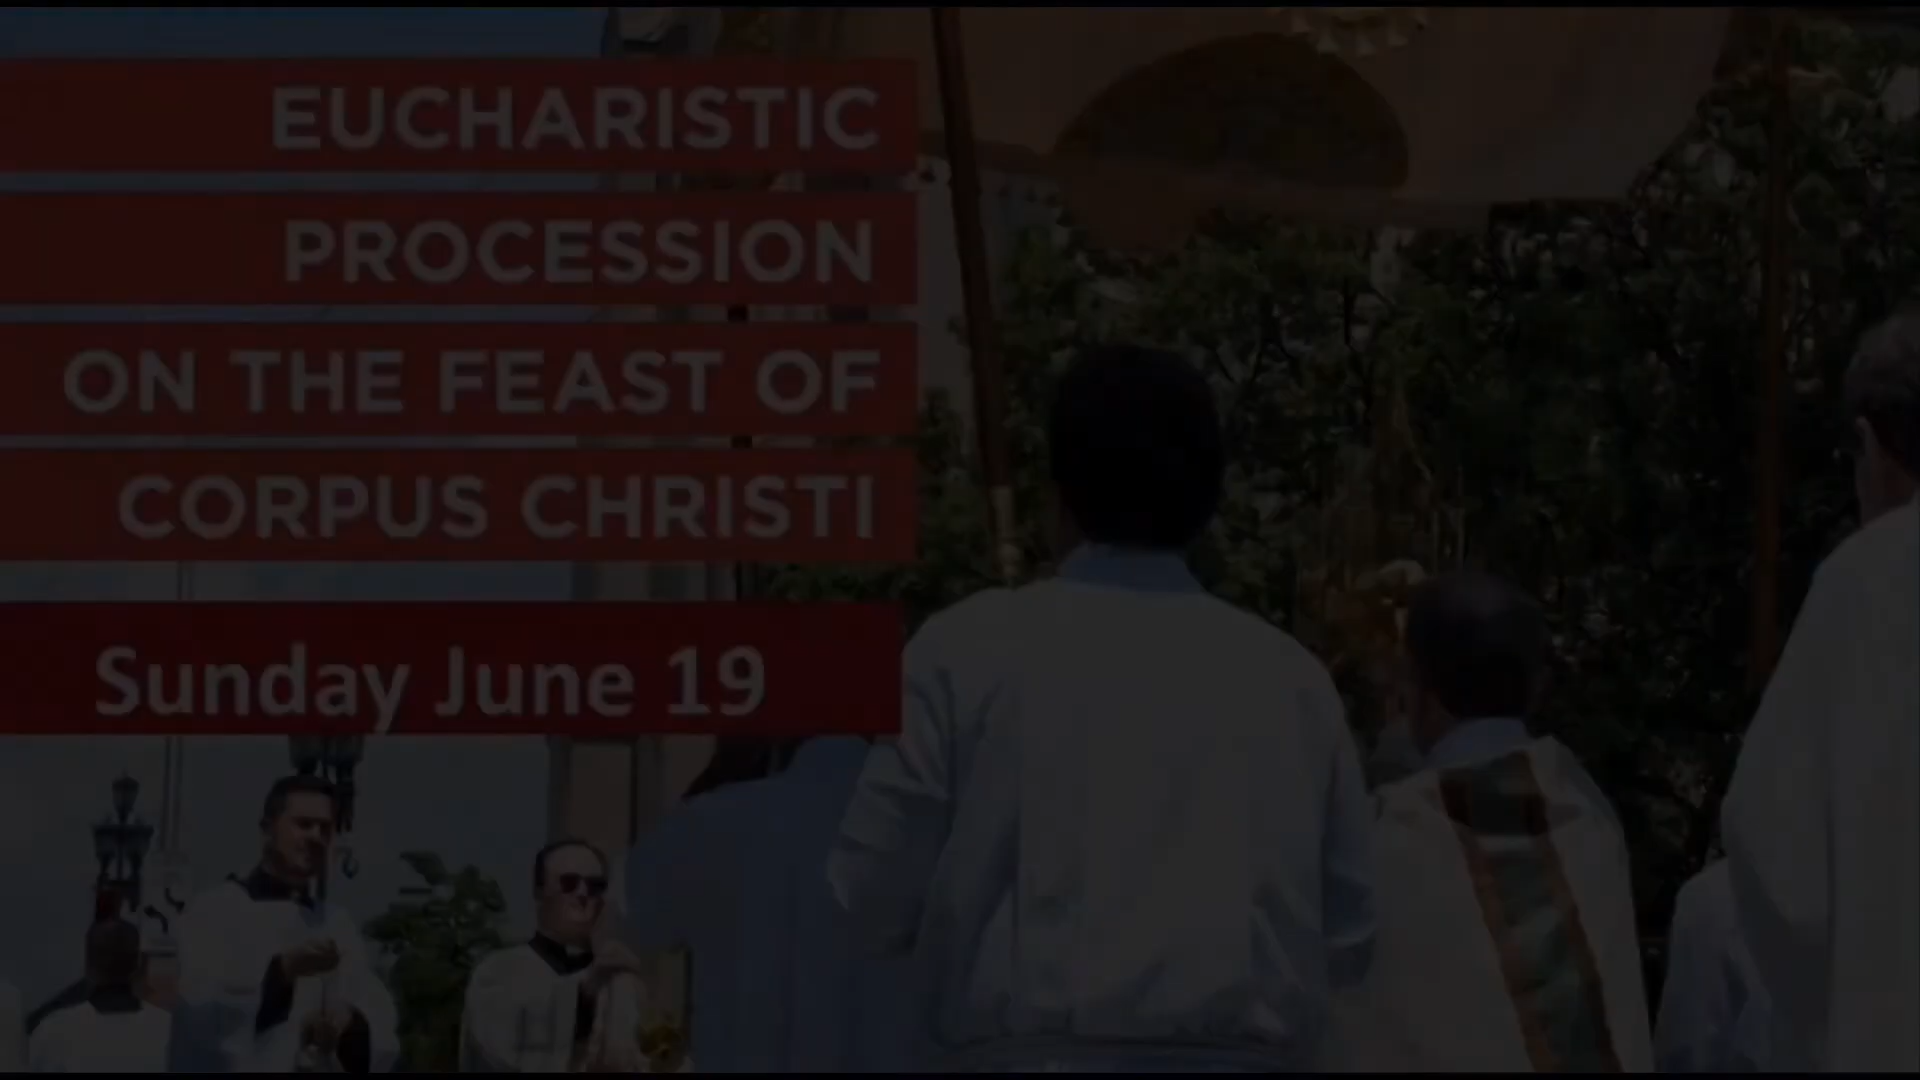 EUCHARISTIC
PROCESSION
ON THE FEAST OF
CORPUS CHRISTI
Sunday June 19